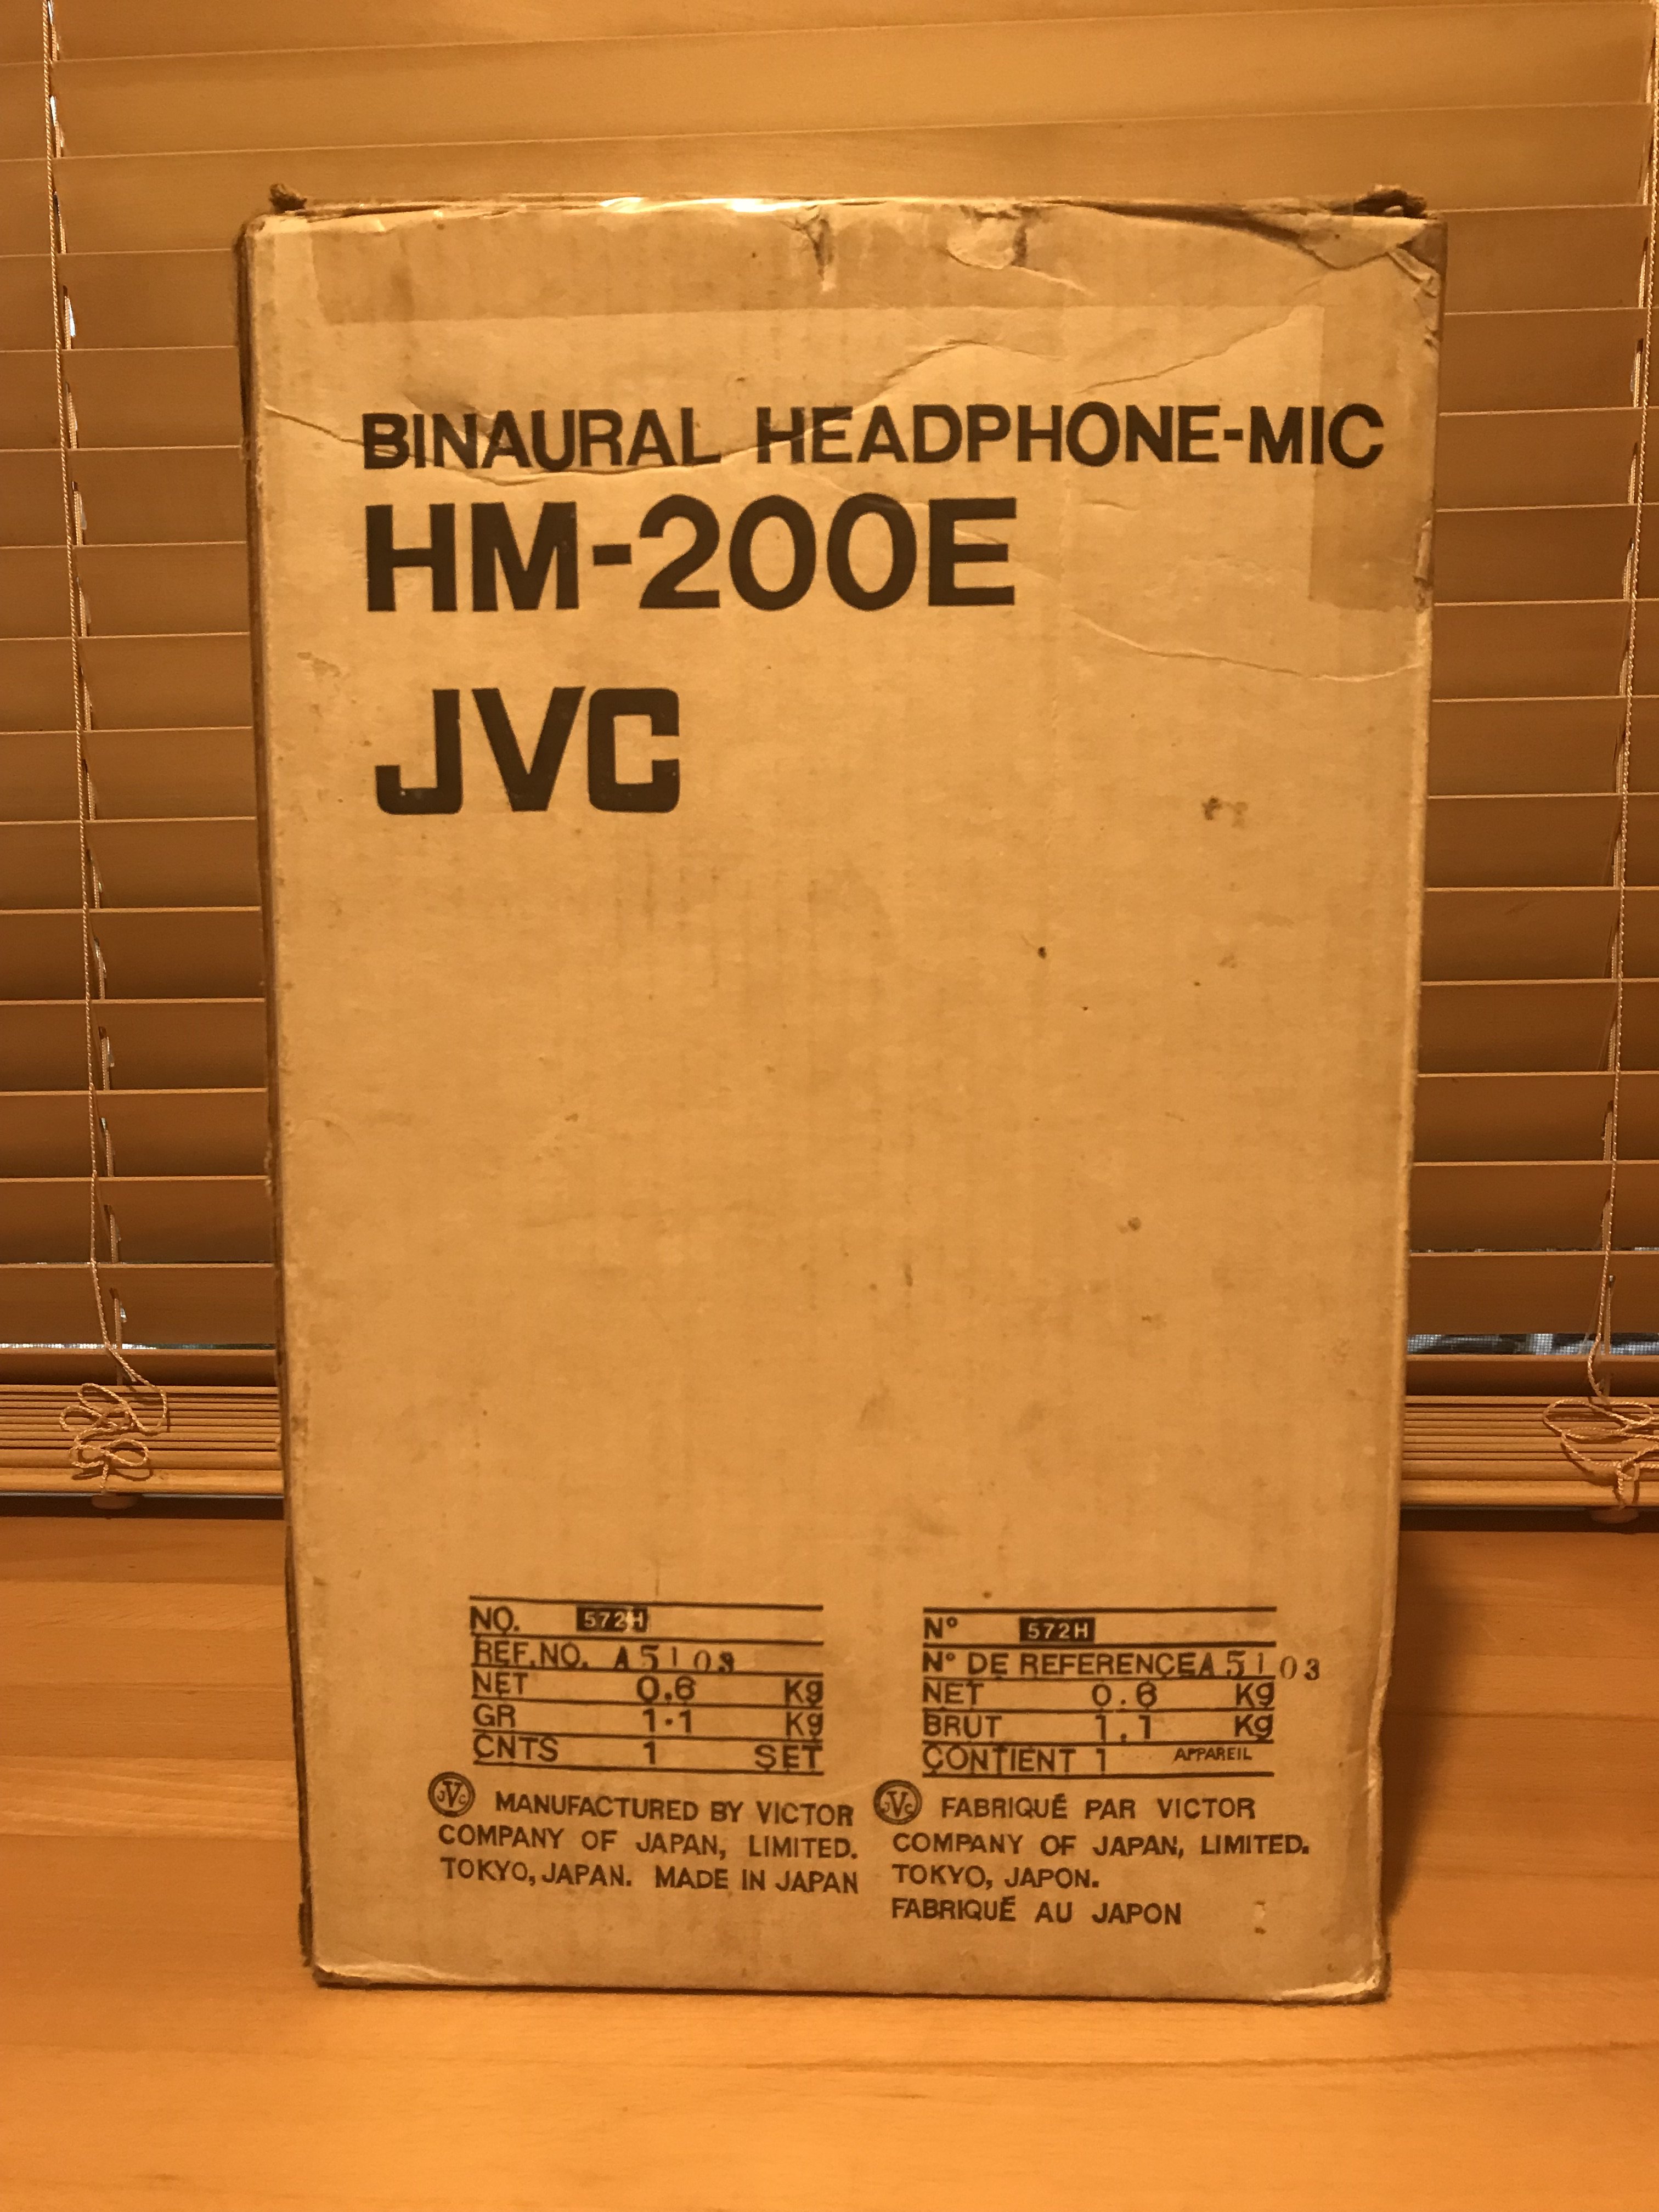 BINAURAL HEADPHONE-MIC
HM-200E
JVC
NO. 572H
REF.NO. A5103
NET 0.6 Kg
GR 1.1 Kg
CNTS 1 SET
JVC MANUFACTURED BY VICTOR
COMPANY OF JAPAN, LIMITED.
TOKYO, JAPAN. MADE IN JAPAN
N° 572H
N° DE REFERENCE A5103
NET 0.6 Kg
BRUT 1.1 Kg
CONTIENT 1 APPAREIL
JVC FABRIQUÉ PAR VICTOR
COMPANY OF JAPAN, LIMITED.
TOKYO, JAPON.
FABRIQUÉ AU JAPON